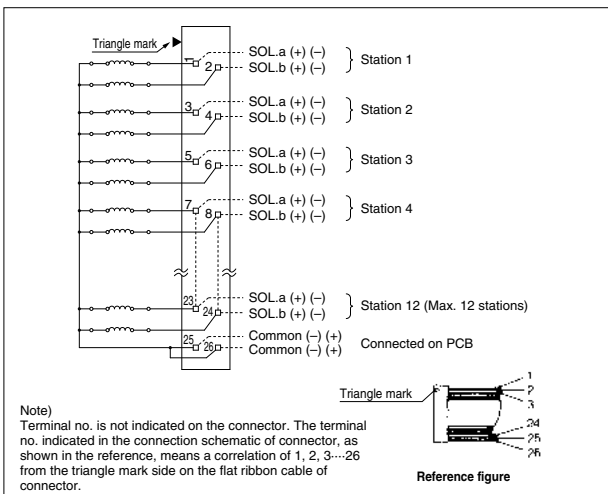 Triangle mark
1 SOL.a (+) (–)
2 SOL.b (+) (–)
Station 1
3 SOL.a (+) (–)
4 SOL.b (+) (–)
Station 2
5 SOL.a (+) (–)
6 SOL.b (+) (–)
Station 3
7 SOL.a (+) (–)
8 SOL.b (+) (–)
Station 4
23 SOL.a (+) (–)
24 SOL.b (+) (–)
Station 12 (Max. 12 stations)
25 Common (–) (+)
26 Common (–) (+)
Connected on PCB
Note)
Terminal no. is not indicated on the connector. The terminal
no. indicated in the connection schematic of connector, as
shown in the reference, means a correlation of 1, 2, 3····26
from the triangle mark side on the flat ribbon cable of
connector.
Triangle mark
1
2
3
24
25
26
Reference figure